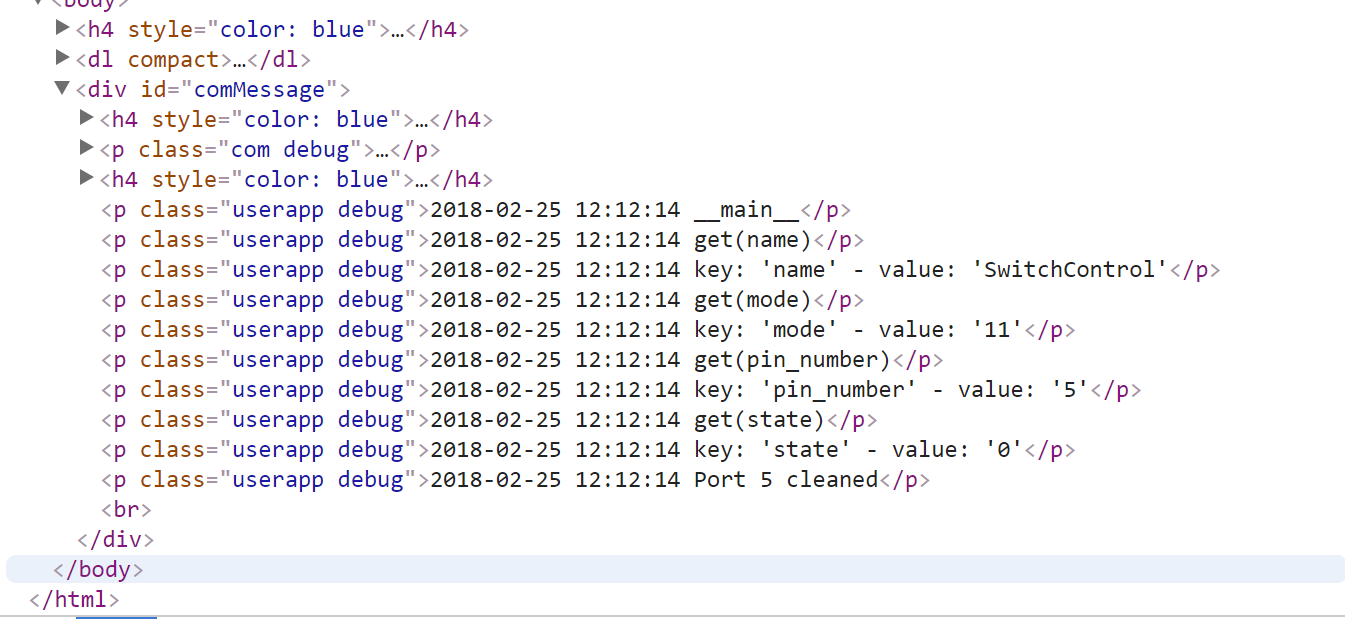 <body>
<h4 style="color: blue">…</h4>
<dl compact>…</dl>
<div id="comMessage">
<h4 style="color: blue">…</h4>
<p class="com debug">…</p>
<h4 style="color: blue">…</h4>
<p class="userapp debug">2018-02-25 12:12:14 __main__</p>
<p class="userapp debug">2018-02-25 12:12:14 get(name)</p>
<p class="userapp debug">2018-02-25 12:12:14 key: 'name' - value: 'SwitchControl'</p>
<p class="userapp debug">2018-02-25 12:12:14 get(mode)</p>
<p class="userapp debug">2018-02-25 12:12:14 key: 'mode' - value: '11'</p>
<p class="userapp debug">2018-02-25 12:12:14 get(pin_number)</p>
<p class="userapp debug">2018-02-25 12:12:14 key: 'pin_number' - value: '5'</p>
<p class="userapp debug">2018-02-25 12:12:14 get(state)</p>
<p class="userapp debug">2018-02-25 12:12:14 key: 'state' - value: '0'</p>
<p class="userapp debug">2018-02-25 12:12:14 Port 5 cleaned</p>
<br>
</div>
</body>
</html>